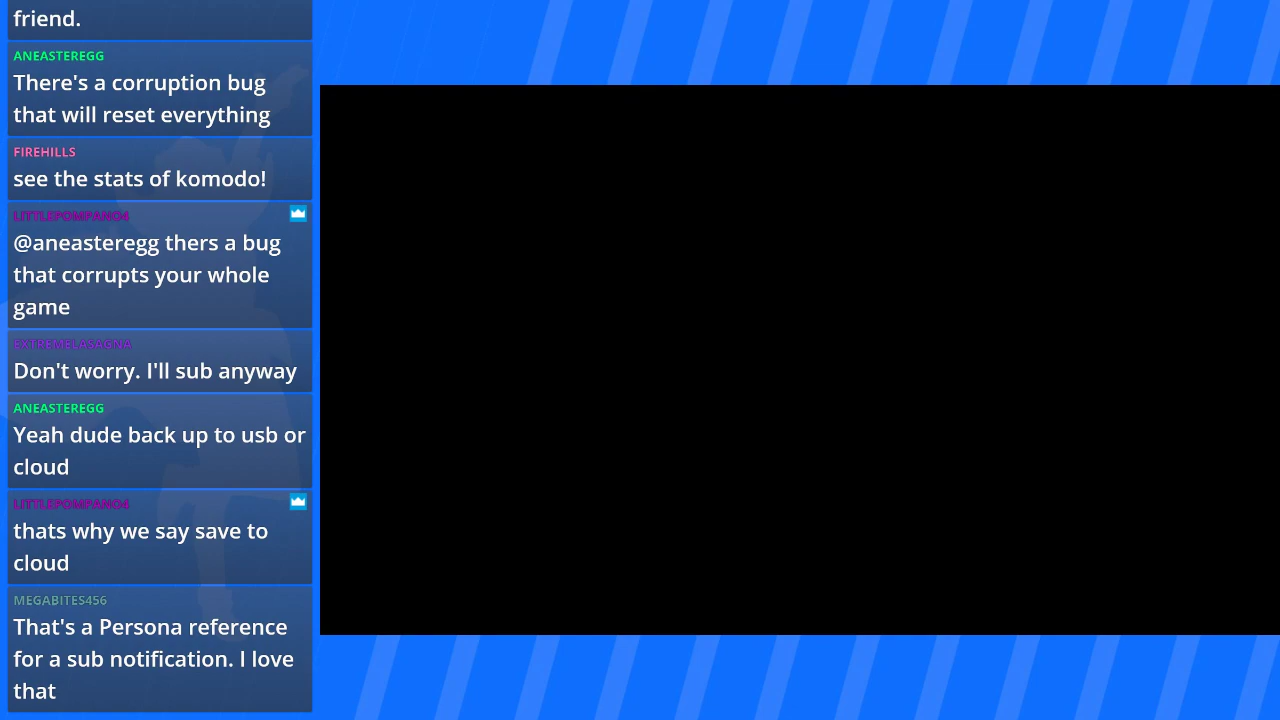 friend.
ANEASTEREGG
There's a corruption bug
that will reset everything
FIREHILLS
see the stats of komodo!
LITTLEPOMPANO4
@aneasteregg thers a bug
that corrupts your whole
game
EXTREMELASAGNA
Don't worry. I'll sub anyway
ANEASTEREGG
Yeah dude back up to usb or
cloud
LITTLEPOMPANO4
thats why we say save to
cloud
MEGABITES456
That's a Persona reference
for a sub notification. I love
that